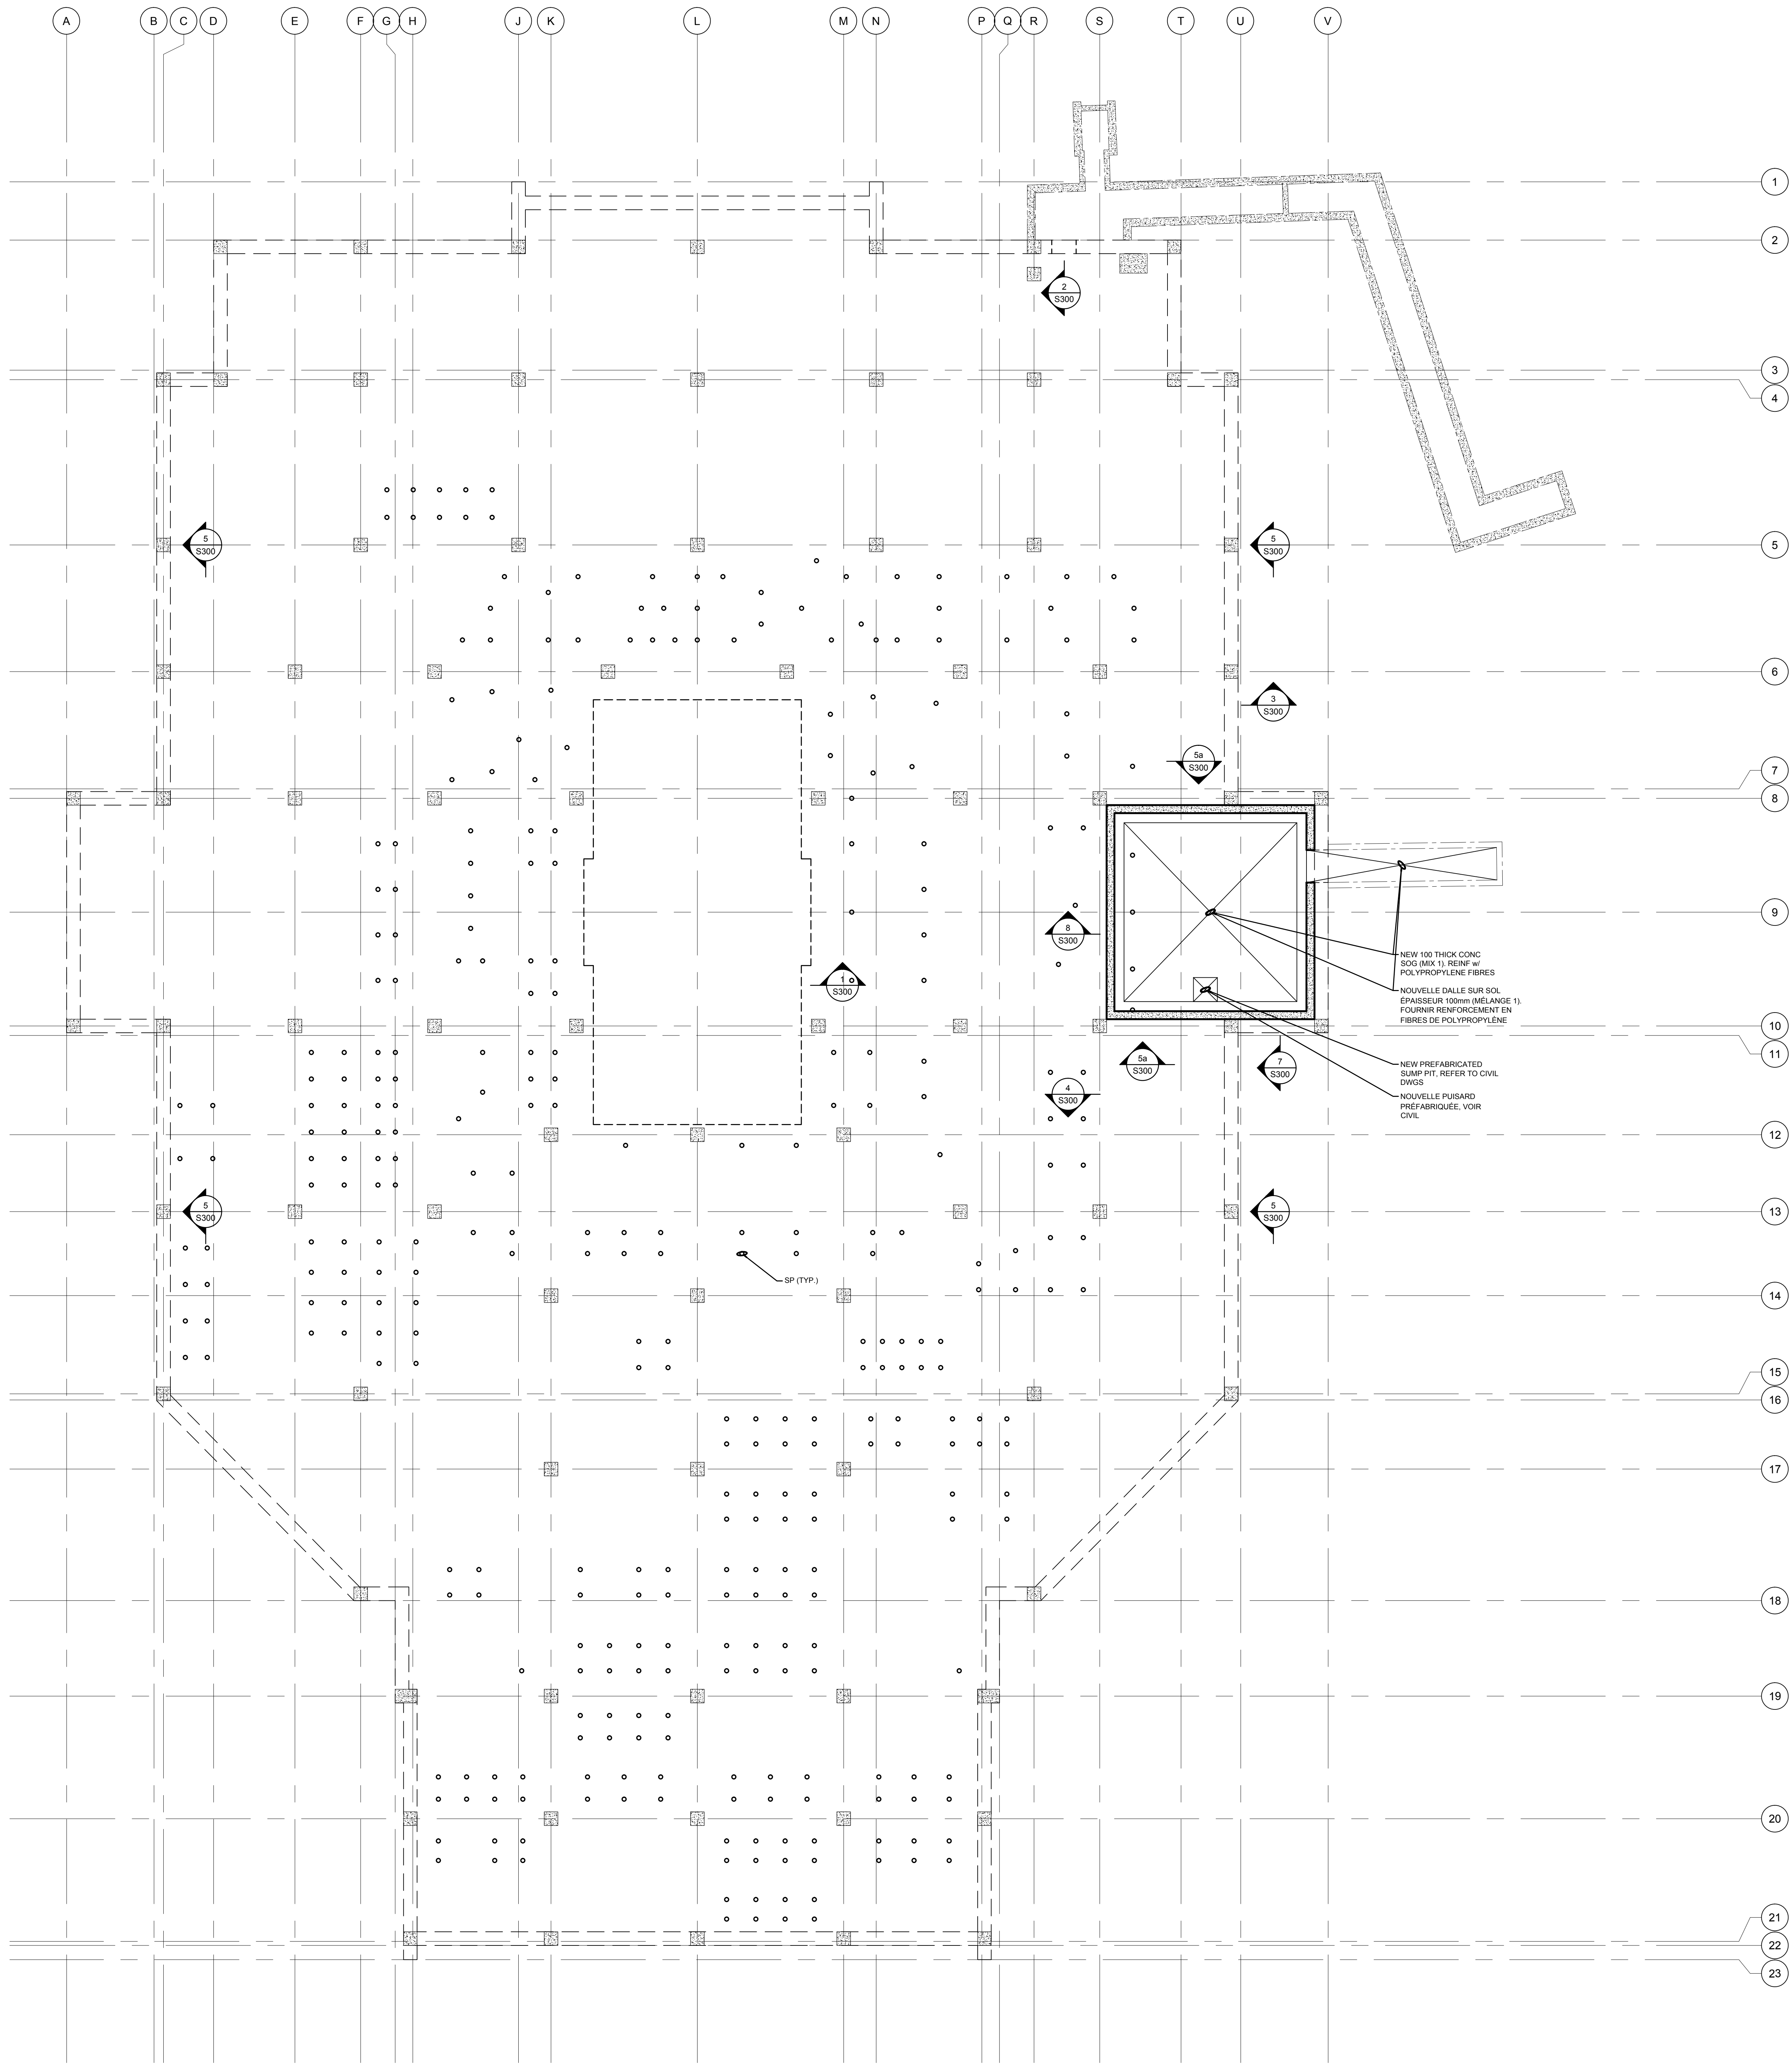 A B C D E F G H J K L M N P Q R S T U V
1
2
2
S300
3
4
5
S300
5
S300
5
6
3
S300
5a
S300
7
8
9
8
S300
1
S300
NEW 100 THICK CONC
SOG (MIX 1). REINF w/
POLYPROPYLENE FIBRES
NOUVELLE DALLE SUR SOL
ÉPAISSEUR 100mm (MÉLANGE 1).
FOURNIR RENFORCEMENT EN
FIBRES DE POLYPROPYLÈNE
10
11
5a
S300
7
S300
4
S300
NEW PREFABRICATED
SUMP PIT, REFER TO CIVIL
DWGS
NOUVELLE PUISARD
PRÉFABRIQUÉE, VOIR
CIVIL
12
5
S300
5
S300
13
SP (TYP.)
14
15
16
17
18
19
20
21
22
23